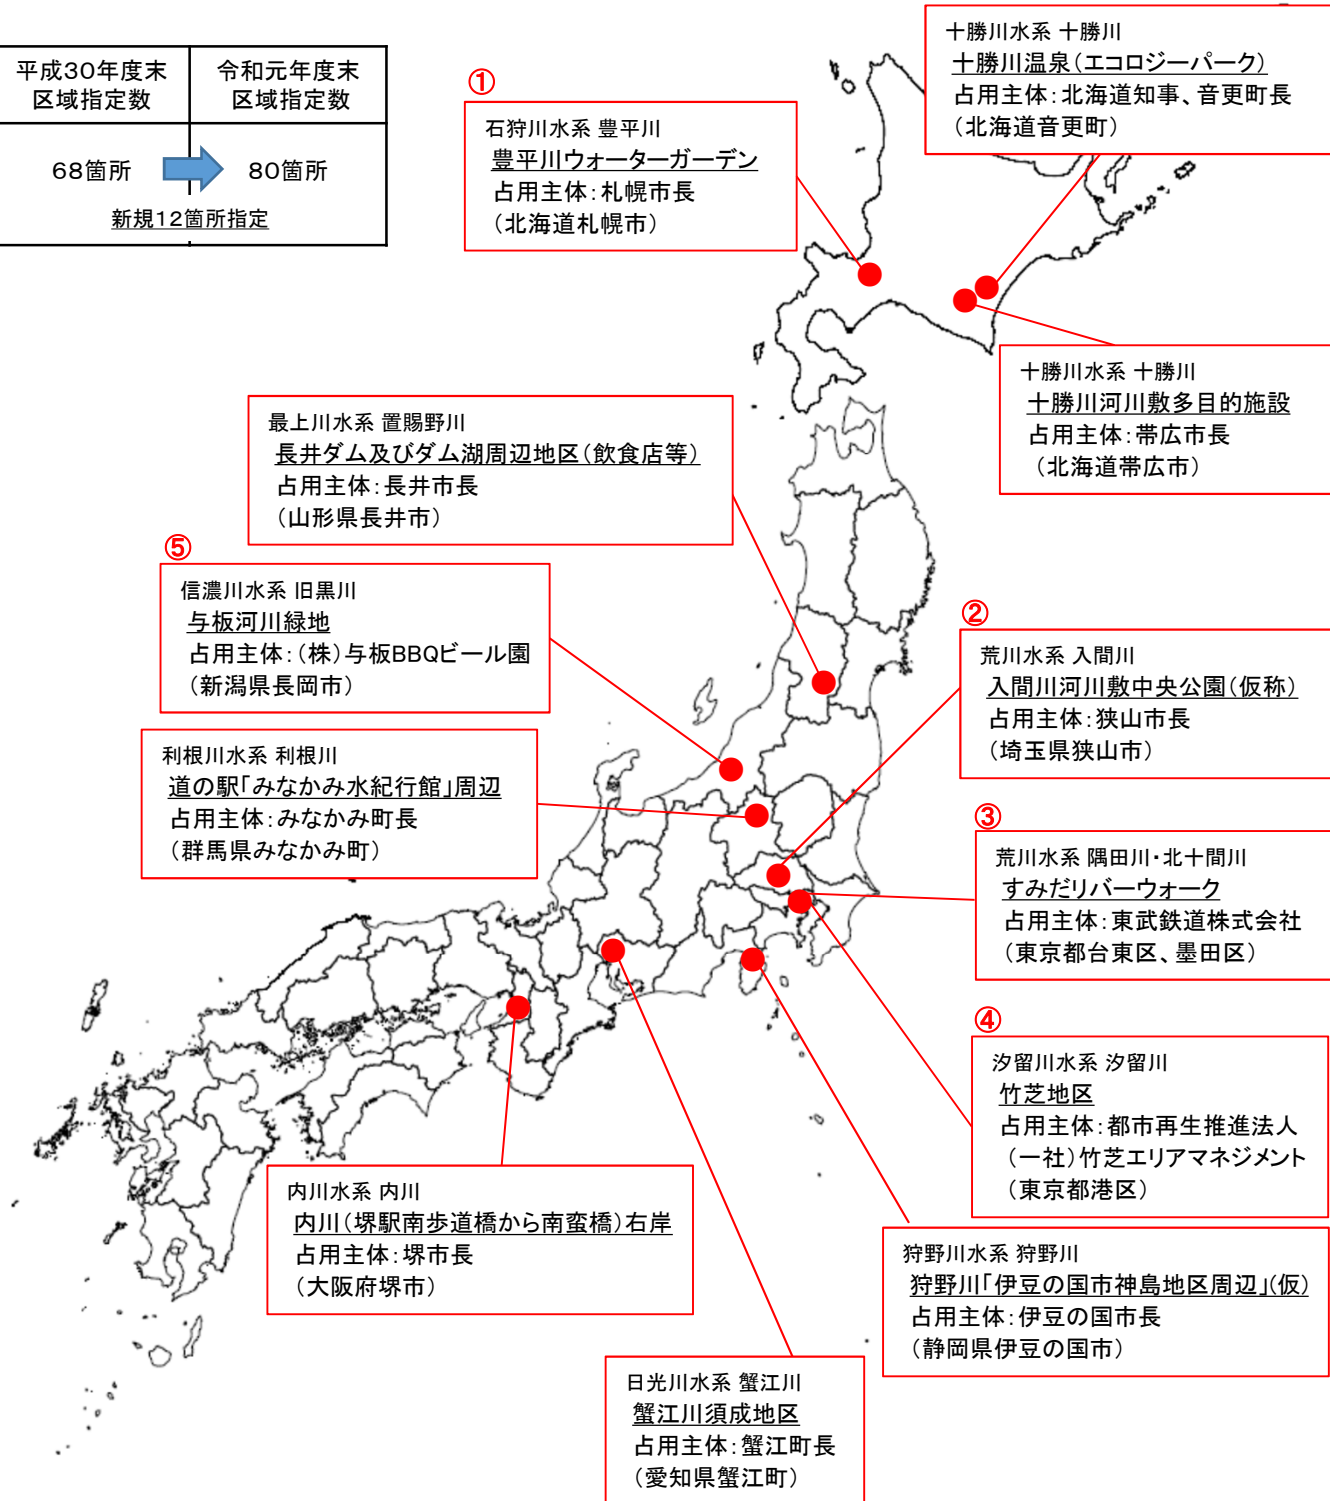 平成30年度末
区域指定数
令和元年度末
区域指定数
68箇所
80箇所
新規12箇所指定
十勝川水系 十勝川
十勝川温泉（エコロジーパーク）
占用主体：北海道知事、音更町長
（北海道音更町）
①
石狩川水系 豊平川
豊平川ウォーターガーデン
占用主体：札幌市長
（北海道札幌市）
十勝川水系 十勝川
十勝川河川敷多目的施設
占用主体：帯広市長
（北海道帯広市）
最上川水系 置賜野川
長井ダム及びダム湖周辺地区（飲食店等）
占用主体：長井市長
（山形県長井市）
⑤
信濃川水系 旧黒川
与板河川緑地
占用主体：（株）与板BBQビール園
（新潟県長岡市）
②
荒川水系 入間川
入間川河川敷中央公園（仮称）
占用主体：狭山市長
（埼玉県狭山市）
利根川水系 利根川
道の駅「みなかみ水紀行館」周辺
占用主体：みなかみ町長
（群馬県みなかみ町）
③
荒川水系 隅田川・北十間川
すみだリバーウォーク
占用主体：東武鉄道株式会社
（東京都台東区、墨田区）
④
汐留川水系 汐留川
竹芝地区
占用主体：都市再生推進法人
（一社）竹芝エリアマネジメント
（東京都港区）
内川水系 内川
内川（堺駅南歩道橋から南蛮橋）右岸
占用主体：堺市長
（大阪府堺市）
狩野川水系 狩野川
狩野川「伊豆の国市神島地区周辺」（仮）
占用主体：伊豆の国市長
（静岡県伊豆の国市）
日光川水系 蟹江川
蟹江川須成地区
占用主体：蟹江町長
（愛知県蟹江町）